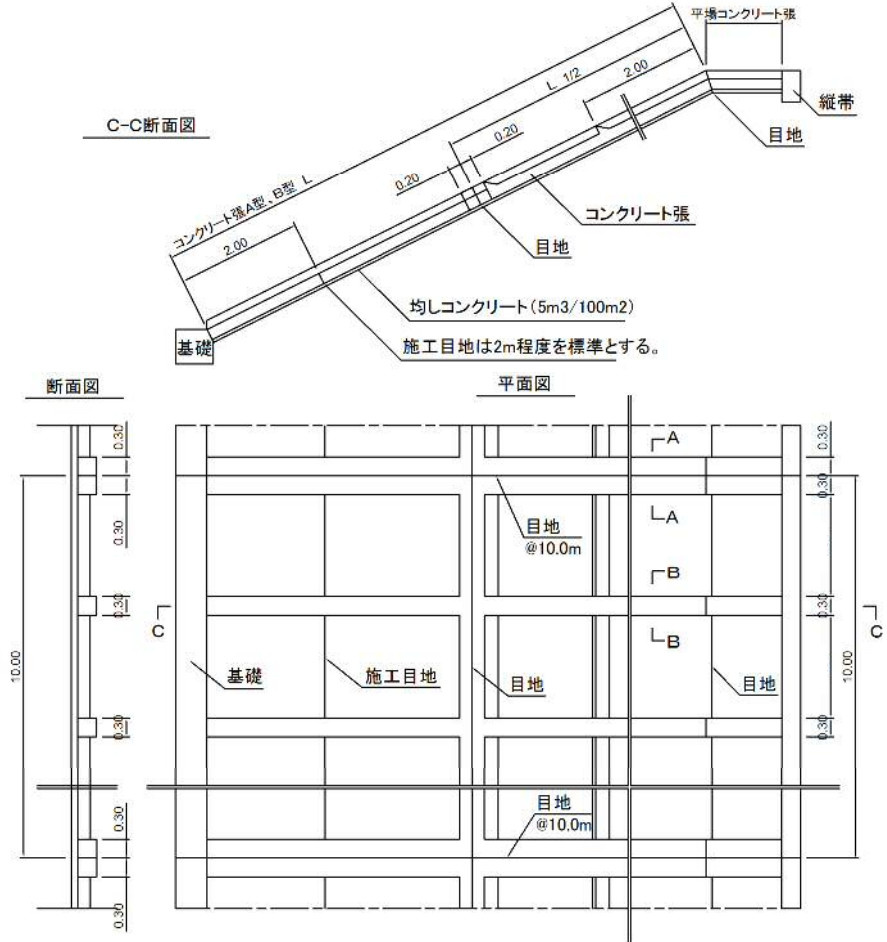 平場コンクリート張
L 1/2
2.00
縦帯
C-C断面図
目地
0.20
0.20
コンクリート張A型、B型 L
コンクリート張
2.00
目地
均しコンクリート(5m3/100m2)
基礎
施工目地は2m程度を標準とする。
断面図
平面図
0.30
A
0.30
0.30
0.30
A
目地
@10.0m
B
0.30
0.30
C
B
C
10.00
基礎
施工目地
目地
目地
10.00
0.30
0.30
0.30
目地
@10.0m
0.30